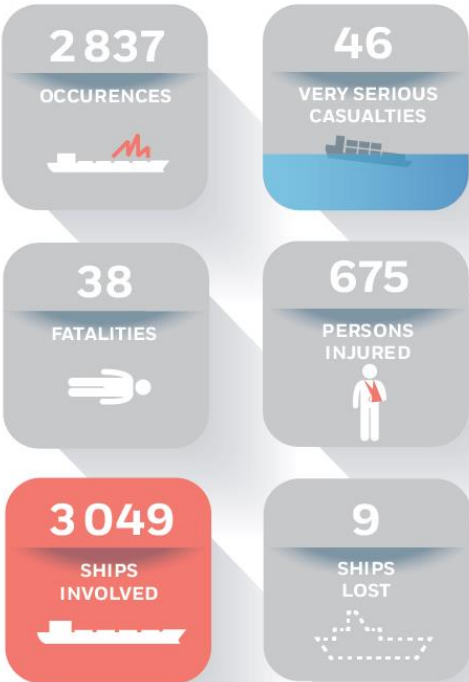 2 837
OCCURENCES
46
VERY SERIOUS
CASUALTIES
38
FATALITIES
675
PERSONS
INJURED
3 049
SHIPS
INVOLVED
9
SHIPS
LOST